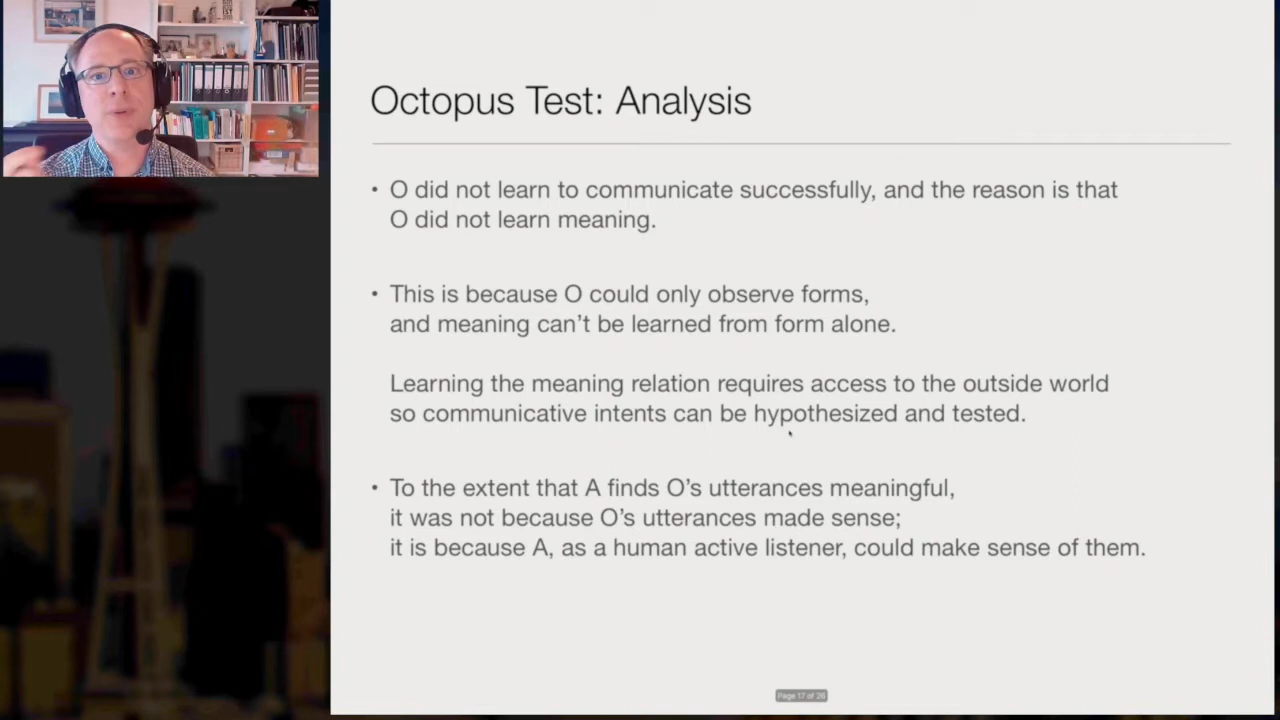 Octopus Test: Analysis
• O did not learn to communicate successfully, and the reason is that
O did not learn meaning.
• This is because O could only observe forms,
and meaning can’t be learned from form alone.
Learning the meaning relation requires access to the outside world
so communicative intents can be hypothesized and tested.
• To the extent that A finds O’s utterances meaningful,
it was not because O’s utterances made sense;
it is because A, as a human active listener, could make sense of them.
Page 17 of 26